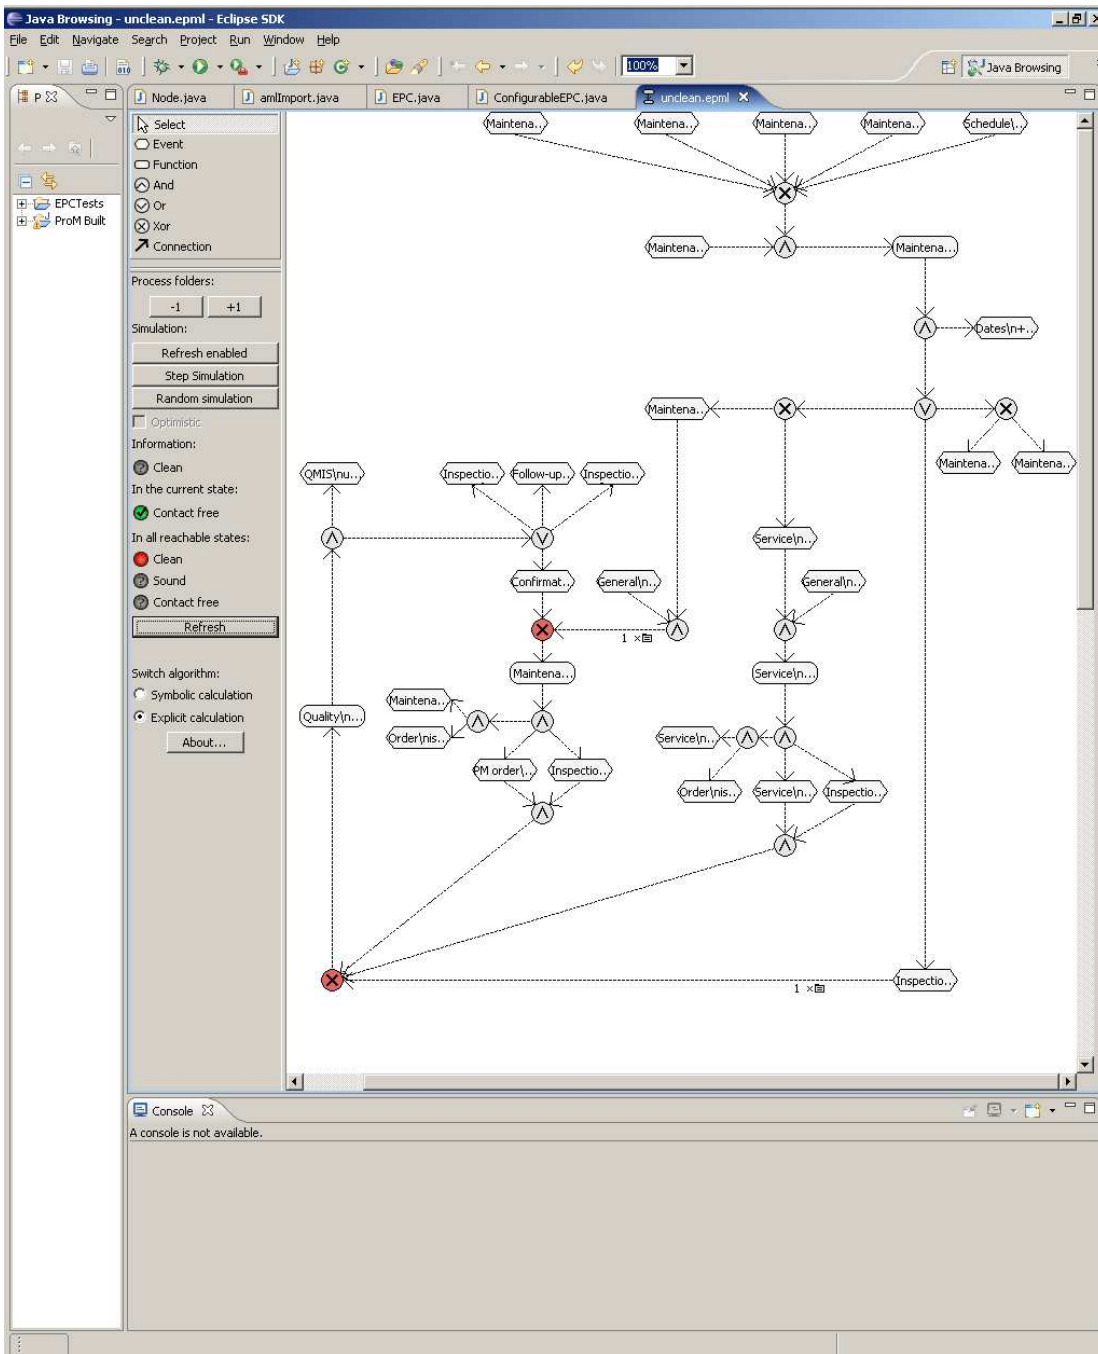 Java Browsing - unclean.epml - Eclipse SDK
File Edit Navigate Search Project Run Window Help
100%
Java Browsing
P
Node.java amlImport.java EPC.java ConfigurableEPC.java unclean.epml
Select
Event
Function
And
Or
Xor
Connection
EPCTests
ProM Built
Process folders:
-1 +1
Simulation:
Refresh enabled
Step Simulation
Random simulation
Optimistic
Information:
Clean
In the current state:
Contact free
In all reachable states:
Clean
Sound
Contact free
Refresh
Switch algorithm:
Symbolic calculation
Explicit calculation
About...
Maintena.. Maintena.. Maintena.. Maintena.. Schedule\..
Maintena.. Maintena..
Dates\n+..
Maintena..
Maintena.. Maintena..
QMIS\nu.. Inspectio.. Follow-up.. Inspectio..
Service\n..
Confirmat.. General\n.. General\n..
1 ×
Maintena.. Service\n..
Maintena..
Quality\n..
Order\nis.. Service\n..
PM order\.. Inspectio..
Order\nis.. Service\n.. Inspectio..
Inspectio..
1 ×
Console
A console is not available.